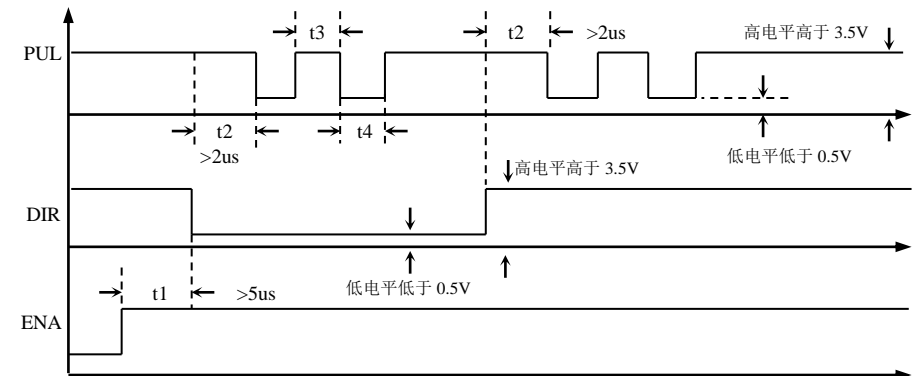 PUL
t3
t2
>2us
高电平高于 3.5V
t2
>2us
t4
低电平低于 0.5V
高电平高于 3.5V
DIR
低电平低于 0.5V
t1
>5us
ENA